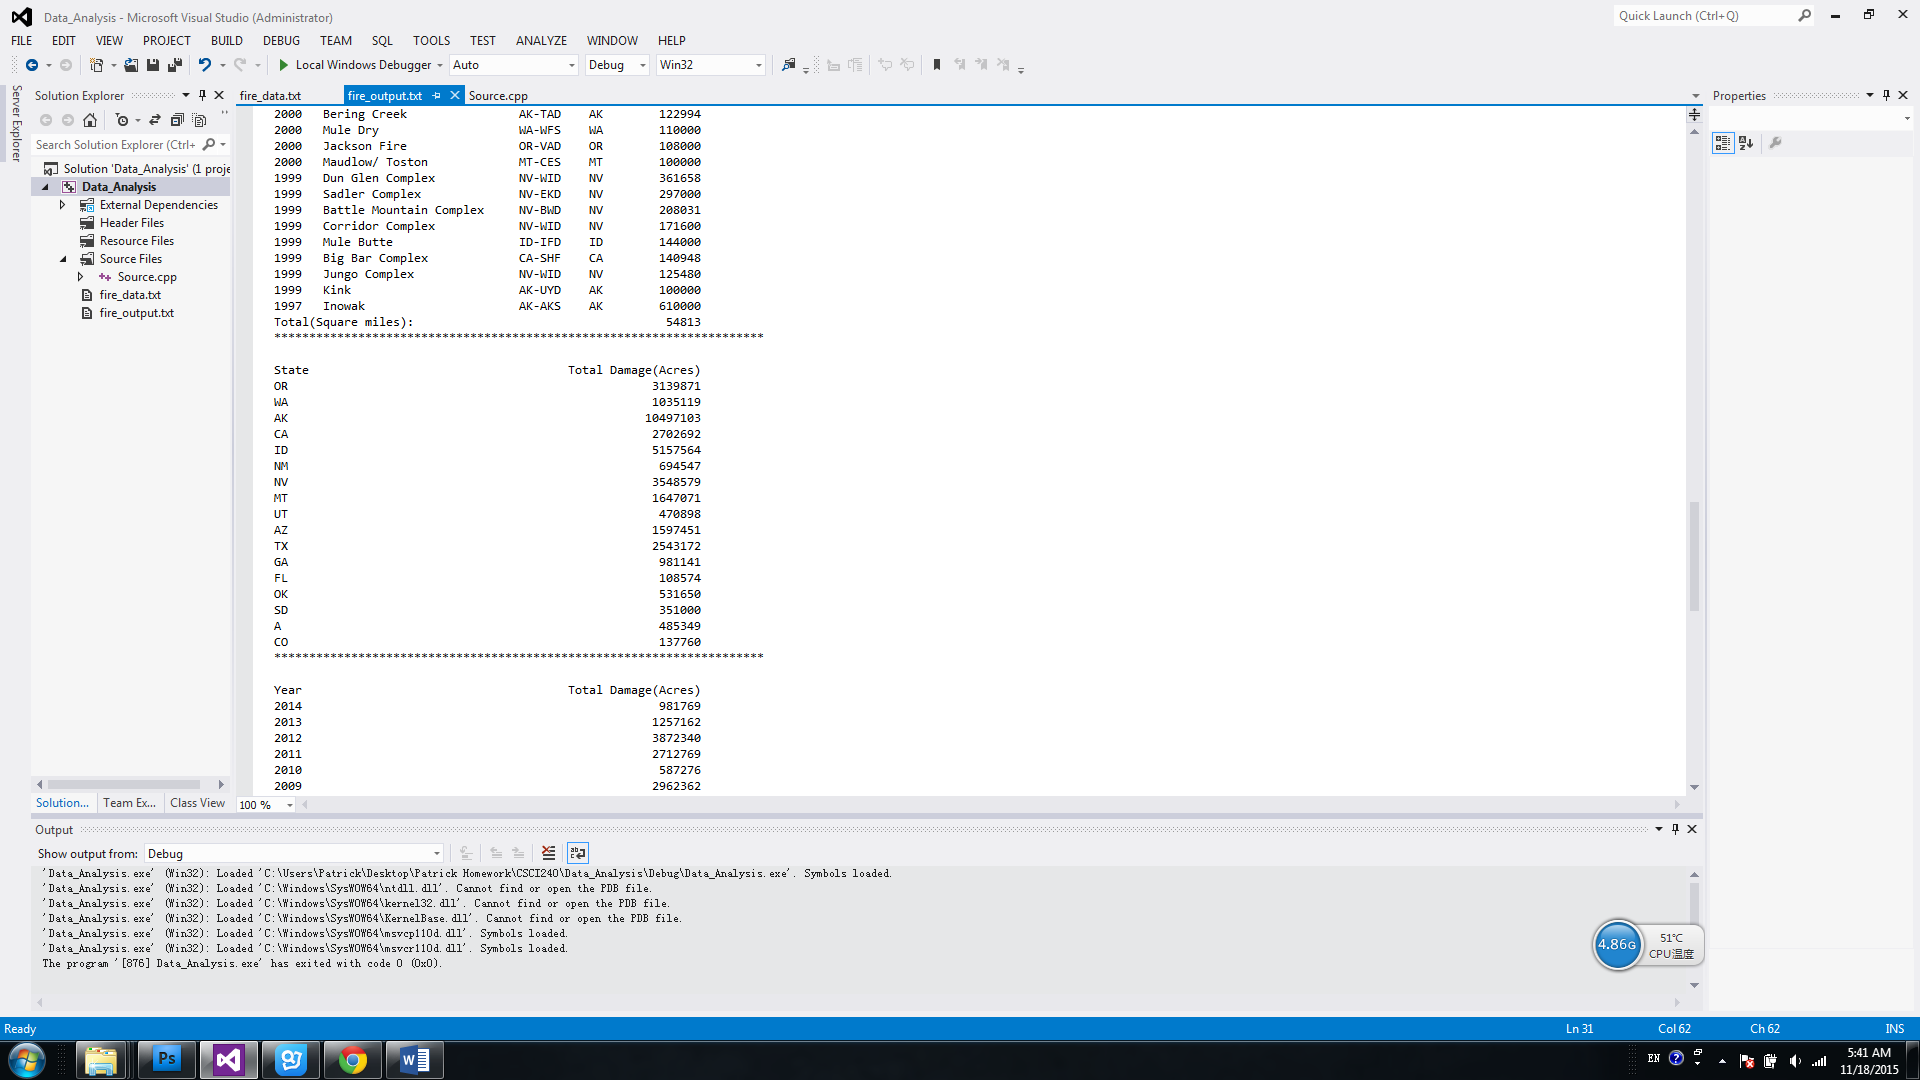 Data_Analysis - Microsoft Visual Studio (Administrator)
Quick Launch (Ctrl+Q)
FILE EDIT VIEW PROJECT BUILD DEBUG TEAM SQL TOOLS TEST ANALYZE WINDOW HELP
Local Windows Debugger Auto Debug Win32
Server Explorer
Solution Explorer
Search Solution Explorer (Ctrl+
Solution 'Data_Analysis' (1 proje
Data_Analysis
External Dependencies
Header Files
Resource Files
Source Files
Source.cpp
fire_data.txt
fire_output.txt
Solution... Team Ex... Class View
fire_data.txt fire_output.txt Source.cpp
2000 Bering Creek AK-TAD AK 122994
2000 Mule Dry WA-WFS WA 110000
2000 Jackson Fire OR-VAD OR 108000
2000 Maudlow/ Toston MT-CES MT 100000
1999 Dun Glen Complex NV-WID NV 361658
1999 Sadler Complex NV-EKD NV 297000
1999 Battle Mountain Complex NV-BWD NV 208031
1999 Corridor Complex NV-WID NV 171600
1999 Mule Butte ID-IFD ID 144000
1999 Big Bar Complex CA-SHF CA 140948
1999 Jungo Complex NV-WID NV 125480
1999 Kink AK-UYD AK 100000
1997 Inowak AK-AKS AK 610000
Total(Square miles): 54813
**********************************************************************
State Total Damage(Acres)
OR 3139871
WA 1035119
AK 10497103
CA 2702692
ID 5157564
NM 694547
NV 3548579
MT 1647071
UT 470898
AZ 1597451
TX 2543172
GA 981141
FL 108574
OK 531650
SD 351000
A 485349
CO 137760
**********************************************************************
Year Total Damage(Acres)
2014 981769
2013 1257162
2012 3872340
2011 2712769
2010 587276
2009 2962362
100 %
Properties
Output
Show output from: Debug
'Data_Analysis.exe' (Win32): Loaded 'C:\Users\Patrick\Desktop\Patrick Homework\CSCI240\Data_Analysis\Debug\Data_Analysis.exe'. Symbols loaded.
'Data_Analysis.exe' (Win32): Loaded 'C:\Windows\SysWOW64\ntdll.dll'. Cannot find or open the PDB file.
'Data_Analysis.exe' (Win32): Loaded 'C:\Windows\SysWOW64\kernel32.dll'. Cannot find or open the PDB file.
'Data_Analysis.exe' (Win32): Loaded 'C:\Windows\SysWOW64\KernelBase.dll'. Cannot find or open the PDB file.
'Data_Analysis.exe' (Win32): Loaded 'C:\Windows\SysWOW64\msvcp110d.dll'. Symbols loaded.
'Data_Analysis.exe' (Win32): Loaded 'C:\Windows\SysWOW64\msvcr110d.dll'. Symbols loaded.
The program '[876] Data_Analysis.exe' has exited with code 0 (0x0).
4.86G 51℃
CPU温度
Ready Ln 31 Col 62 Ch 62 INS
Ps
EN 5:41 AM
11/18/2015